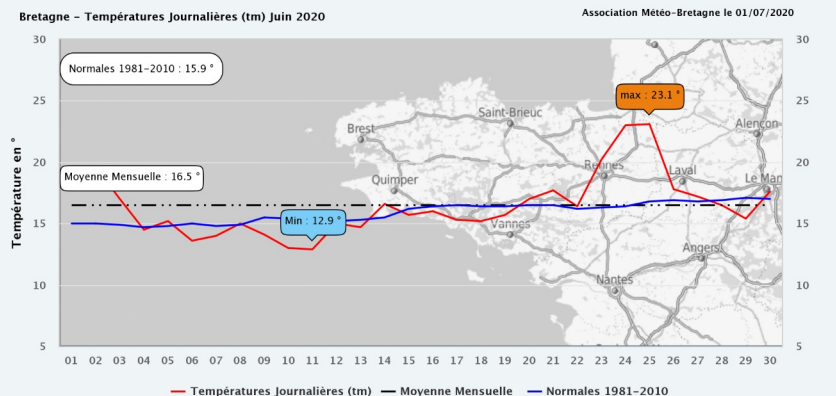 Bretagne – Températures Journalières (tm) Juin 2020
Association Météo-Bretagne le 01/07/2020
Température en °
30
25
20
15
10
5
30
25
20
15
10
5
Normales 1981-2010 : 15.9 °
Moyenne Mensuelle : 16.5 °
Min : 12.9 °
max : 23.1 °
Brest
Saint-Brieuc
Quimper
Rennes
Vannes
Laval
Alençon
Le Man
Angers
Nantes
01 02 03 04 05 06 07 08 09 10 11 12 13 14 15 16 17 18 19 20 21 22 23 24 25 26 27 28 29 30
Températures Journalières (tm) Moyenne Mensuelle Normales 1981-2010